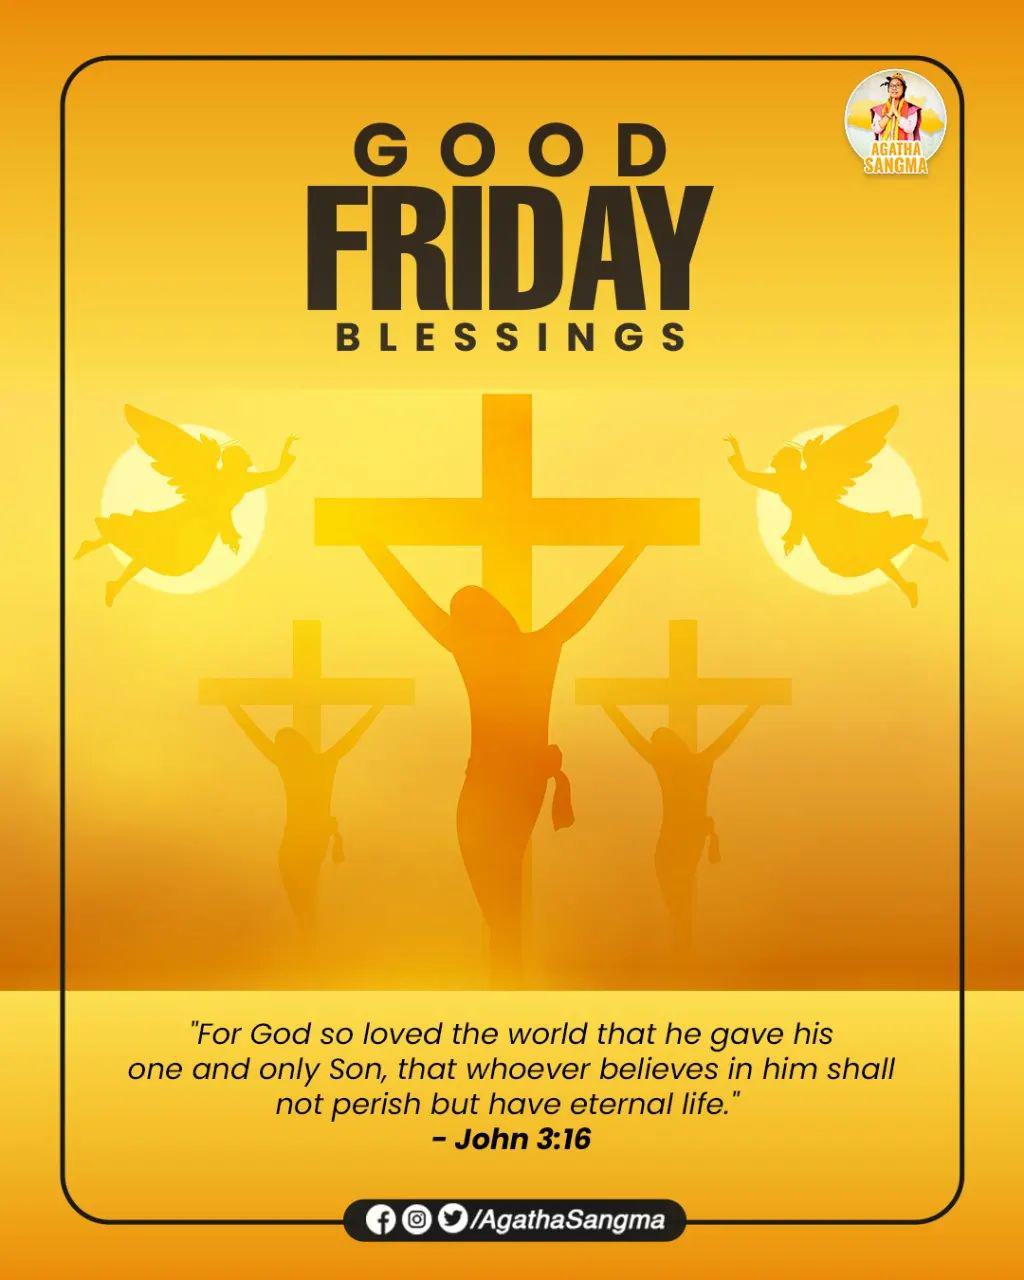 AGATHA
SANGMA
GOOD
FRIDAY
BLESSINGS
"For God so loved the world that he gave his
one and only Son, that whoever believes in him shall
not perish but have eternal life."
- John 3:16
/AgathaSangma